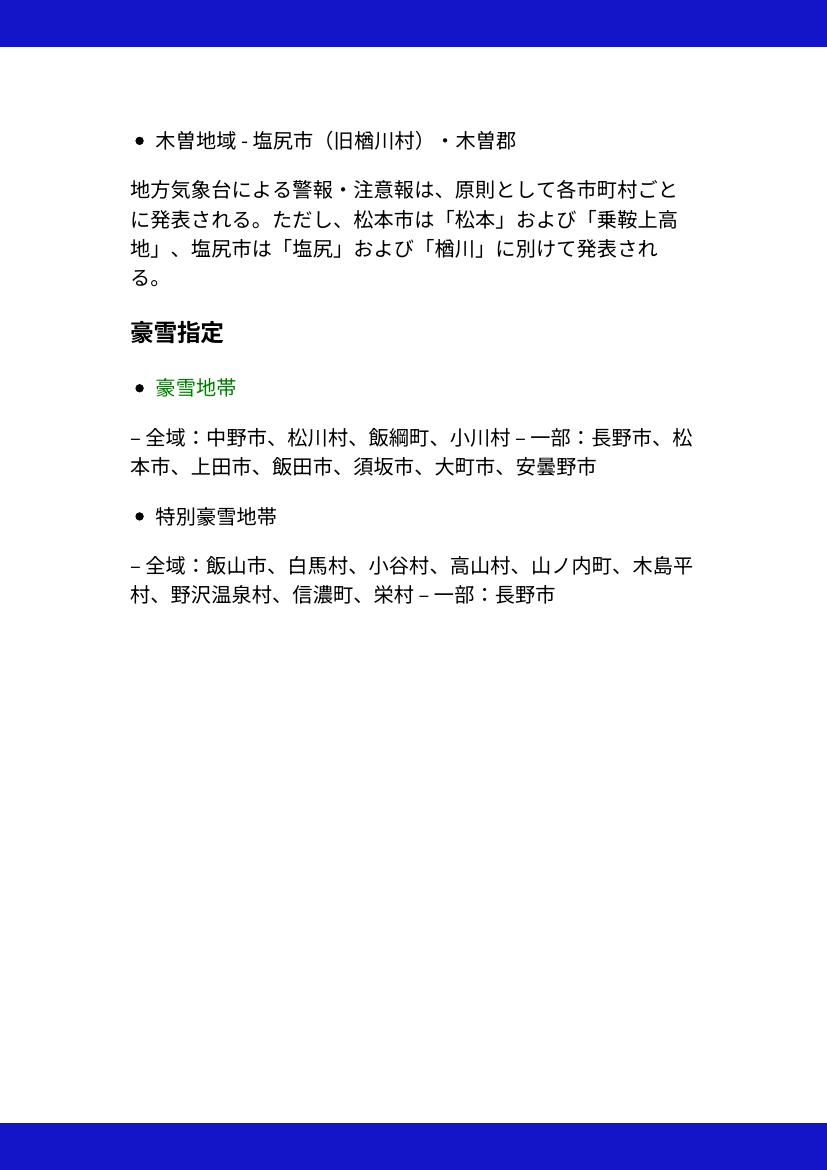 • 木曽地域 - 塩尻市（旧楢川村）・木曽郡
地方気象台による警報・注意報は、原則として各市町村ごと
に発表される。ただし、松本市は「松本」および「乗鞍上高
地」、塩尻市は「塩尻」および「楢川」に別けて発表され
る。
豪雪指定
• 豪雪地帯
– 全域：中野市、松川村、飯綱町、小川村 – 一部：長野市、松
本市、上田市、飯田市、須坂市、大町市、安曇野市
• 特別豪雪地帯
– 全域：飯山市、白馬村、小谷村、高山村、山ノ内町、木島平
村、野沢温泉村、信濃町、栄村 – 一部：長野市